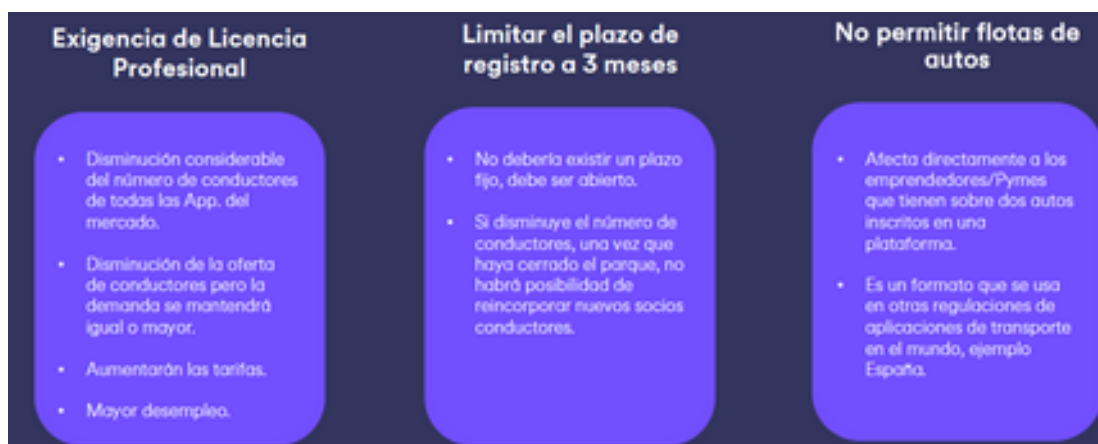 Exigencia de Licencia
Profesional
• Disminución considerable
del número de conductores
de todas las App. del
mercado.
• Disminución de la oferta
de conductores pero la
demanda se mantendrá
igual o mayor.
• Aumentarán las tarifas.
• Mayor desempleo.
Limitar el plazo de
registro a 3 meses
• No debería existir un plazo
fijo, debe ser abierto.
• Si disminuye el número de
conductores, una vez que
haya cerrado el parque, no
habrá posibilidad de
reincorporar nuevos socios
conductores.
No permitir flotas de
autos
• Afecta directamente a los
emprendedores/Pymes
que tienen sobre dos autos
inscritos en una
plataforma.
• Es un formato que se usa
en otras regulaciones de
aplicaciones de transporte
en el mundo, ejemplo
España.